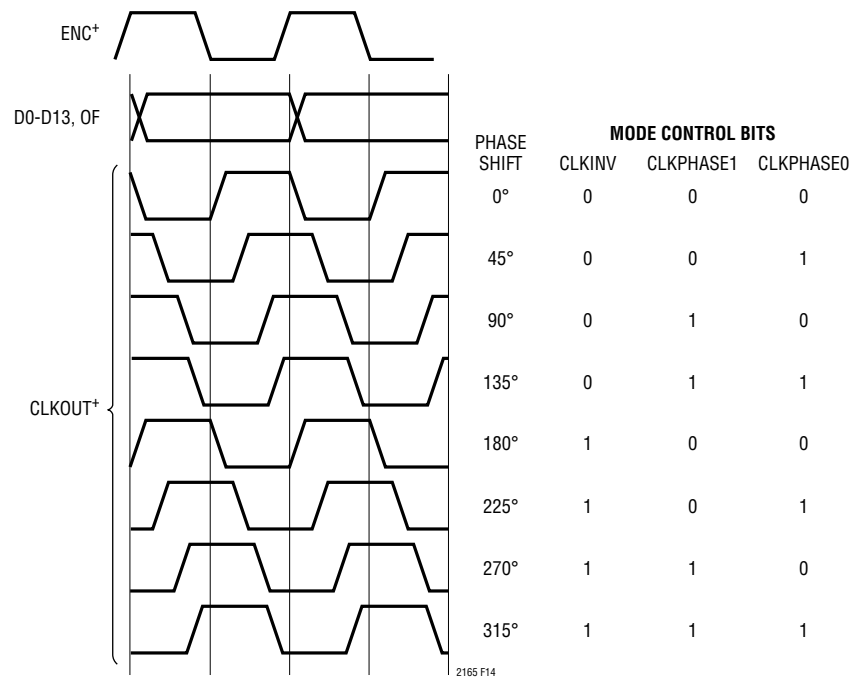 ENC+
D0-D13, OF
CLKOUT+
MODE CONTROL BITS
PHASE SHIFT CLKINV CLKPHASE1 CLKPHASE0
0° 0 0 0
45° 0 0 1
90° 0 1 0
135° 0 1 1
180° 1 0 0
225° 1 0 1
270° 1 1 0
315° 1 1 1
2165 F14